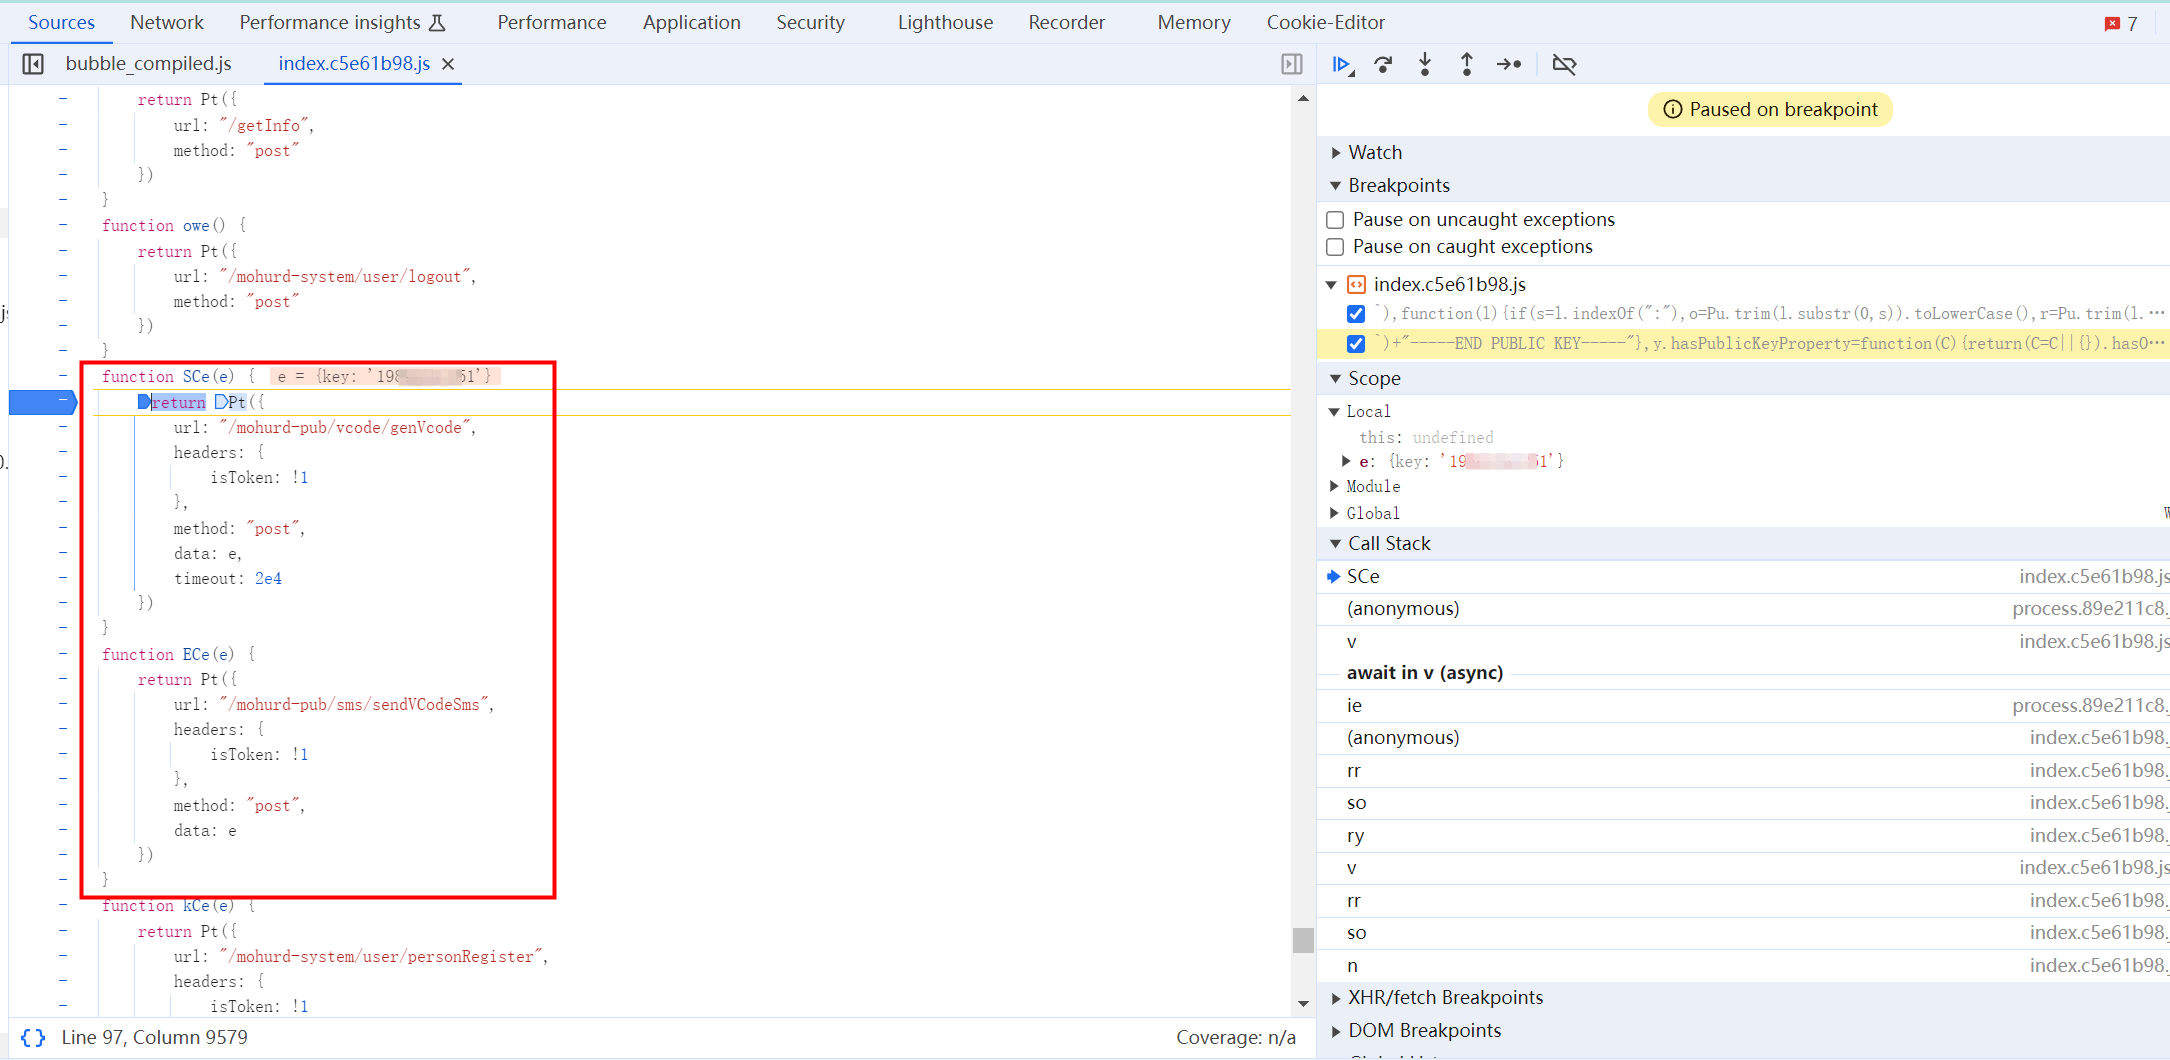 Sources Network Performance insights Performance Application Security Lighthouse Recorder Memory Cookie-Editor 7
bubble_compiled.js index.c5e61b98.js
return Pt({
url: "/getInfo",
method: "post"
})
}
function owe() {
return Pt({
url: "/mohurd-system/user/logout",
method: "post"
})
}
function SCe(e) { e = {key: '198 51'}
return Pt({
url: "/mohurd-pub/vcode/genVcode",
headers: {
isToken: !1
},
method: "post",
data: e,
timeout: 2e4
})
}
function ECe(e) {
return Pt({
url: "/mohurd-pub/sms/sendVCodeSms",
headers: {
isToken: !1
},
method: "post",
data: e
})
}
function kCe(e) {
return Pt({
url: "/mohurd-system/user/personRegister",
headers: {
isToken: !1
{} Line 97, Column 9579 Coverage: n/a
Paused on breakpoint
Watch
Breakpoints
Pause on uncaught exceptions
Pause on caught exceptions
index.c5e61b98.js
`),function(l){if(s=l.indexOf(":"),o=Pu.trim(l.substr(0,s)).toLowerCase(),r=Pu.trim(l.…
`)+"-----END PUBLIC KEY-----"},y.hasPublicKeyProperty=function(C){return(C=C||{}).hasO…
Scope
Local
this: undefined
e: {key: '19 51'}
Module
Global W
Call Stack
SCe index.c5e61b98.js
(anonymous) process.89e211c8.
v index.c5e61b98.js
await in v (async)
ie process.89e211c8.
(anonymous) index.c5e61b98.
rr index.c5e61b98.
so index.c5e61b98.
ry index.c5e61b98.
v index.c5e61b98.js
rr index.c5e61b98.
so index.c5e61b98.
n index.c5e61b98.
XHR/fetch Breakpoints
DOM Breakpoints